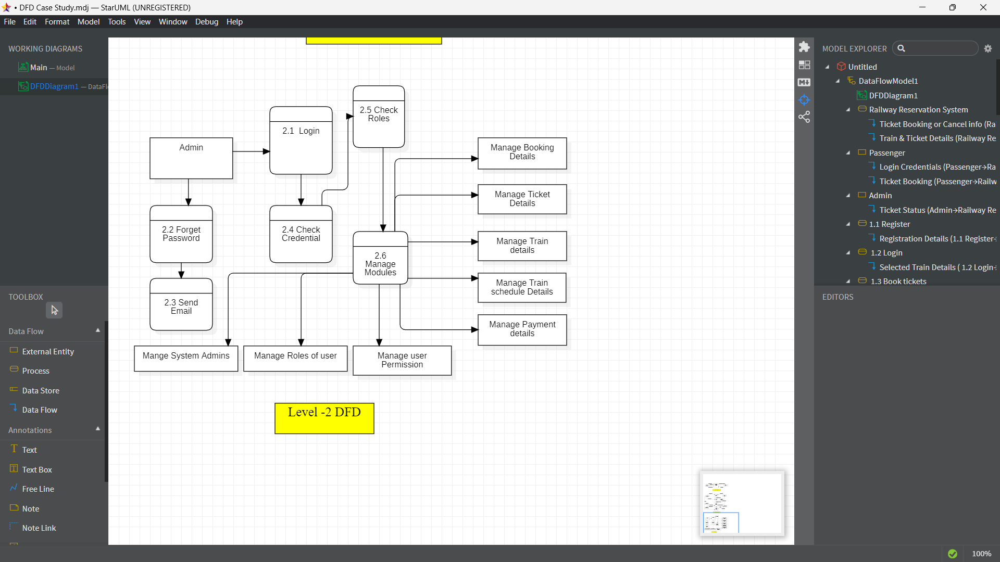 • DFD Case Study.mdj — StarUML (UNREGISTERED)
File Edit Format Model Tools View Window Debug Help
WORKING DIAGRAMS
Main — Model
DFDDiagram1 — DataFl
TOOLBOX
Data Flow
External Entity
Process
Data Store
Data Flow
Annotations
Text
Text Box
Free Line
Note
Note Link
Admin
2.1 Login
2.5 Check
Roles
2.2 Forget
Password
2.4 Check
Credential
2.3 Send
Email
2.6
Manage
Modules
Manage Booking
Details
Manage Ticket
Details
Manage Train
details
Manage Train
schedule Details
Manage Payment
details
Mange System Admins
Manage Roles of user
Manage user
Permission
Level -2 DFD
MODEL EXPLORER
Untitled
DataFlowModel1
DFDDiagram1
Railway Reservation System
Ticket Booking or Cancel info (Ra
Train & Ticket Details (Railway Re
Passenger
Login Credentials (Passenger→Ra
Ticket Booking (Passenger→Railw
Admin
Ticket Status (Admin→Railway Re
1.1 Register
Registration Details (1.1 Register→
1.2 Login
Selected Train Details ( 1.2 Login→
1.3 Book tickets
EDITORS
100%